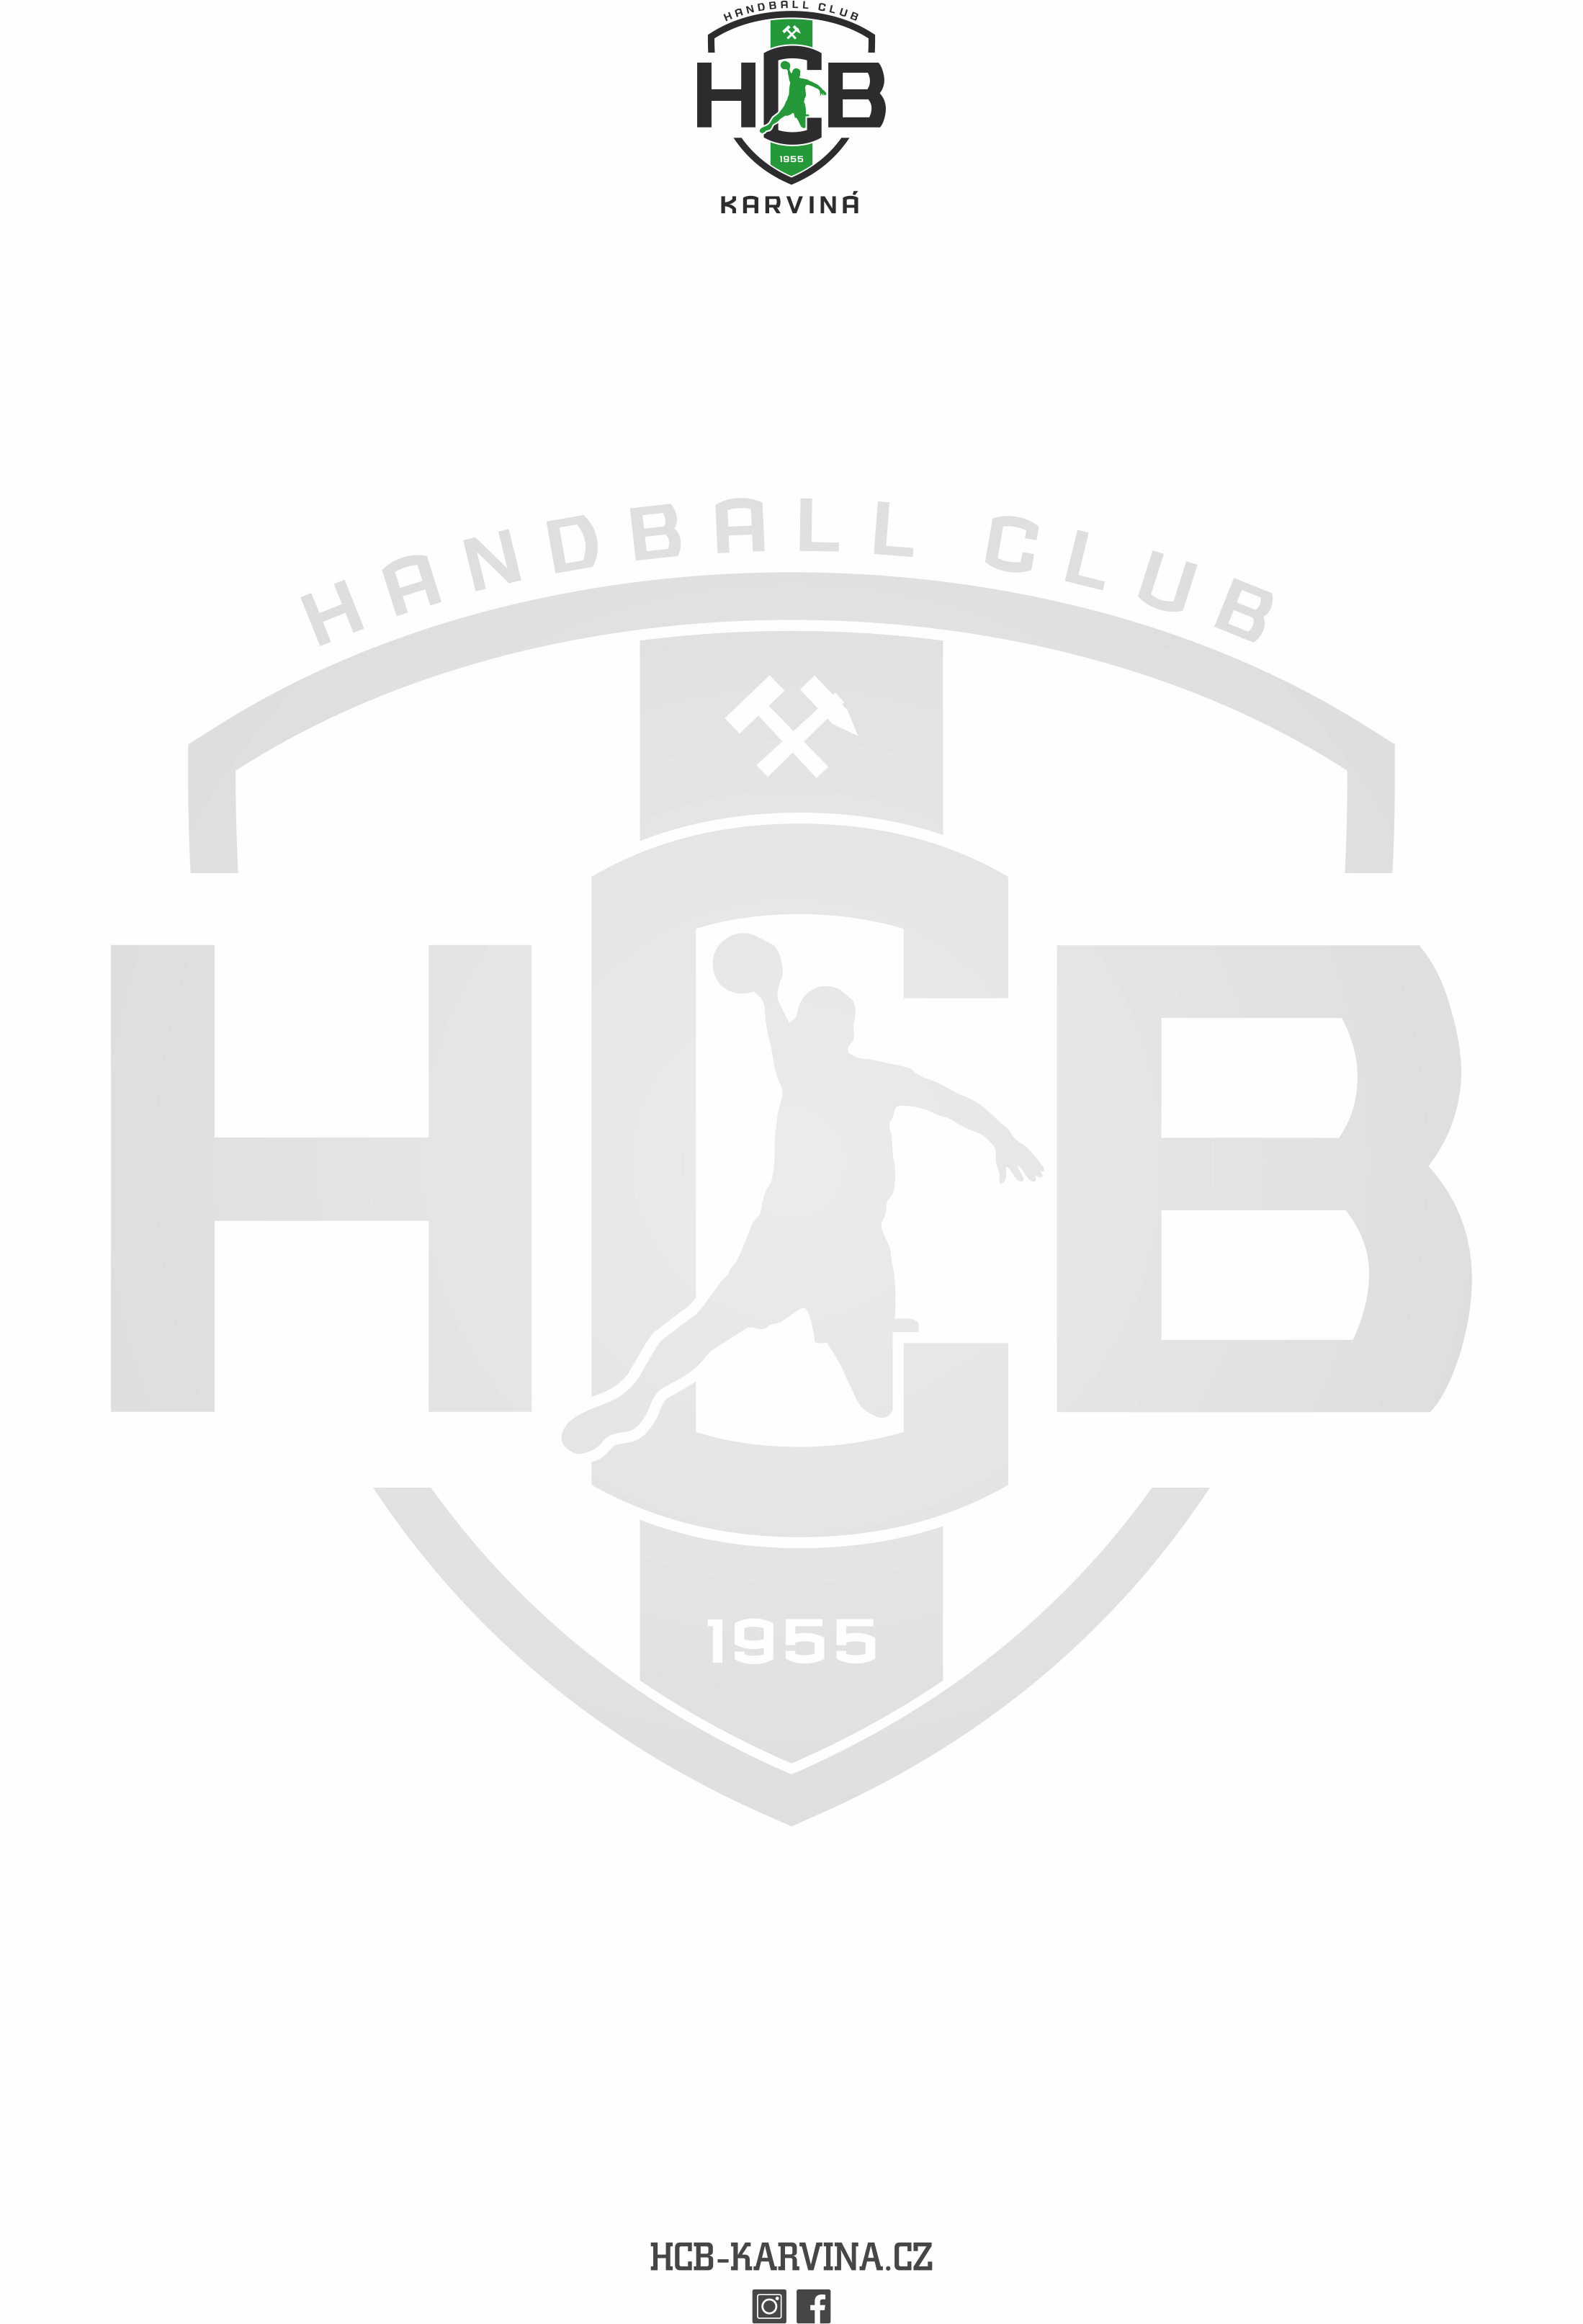 HANDBALL CLUB
HCB
1955
KARVINÁ
HANDBALL CLUB
HCB
1955
HCB-KARVINA.CZ